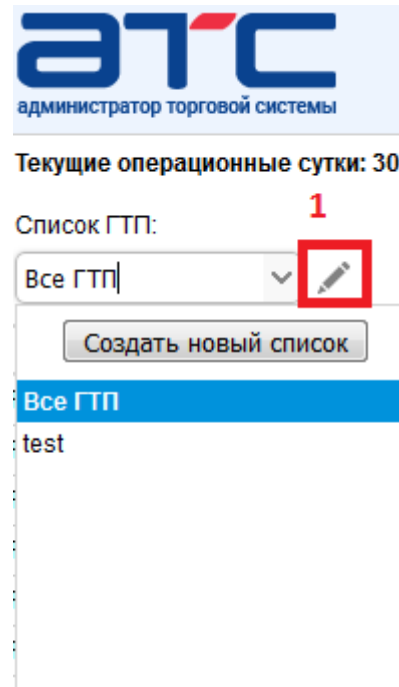 атс
администратор торговой системы
Текущие операционные сутки: 30
1
Список ГТП:
Все ГТП
Создать новый список
Все ГТП
test